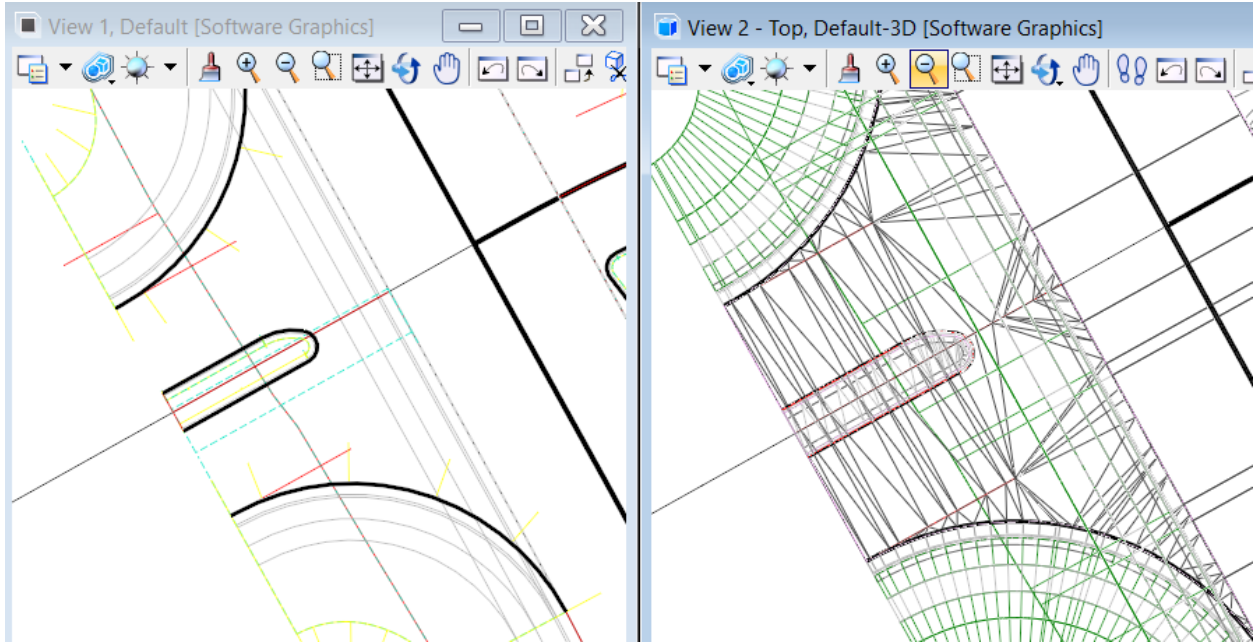 View 1, Default [Software Graphics]
View 2 - Top, Default-3D [Software Graphics]